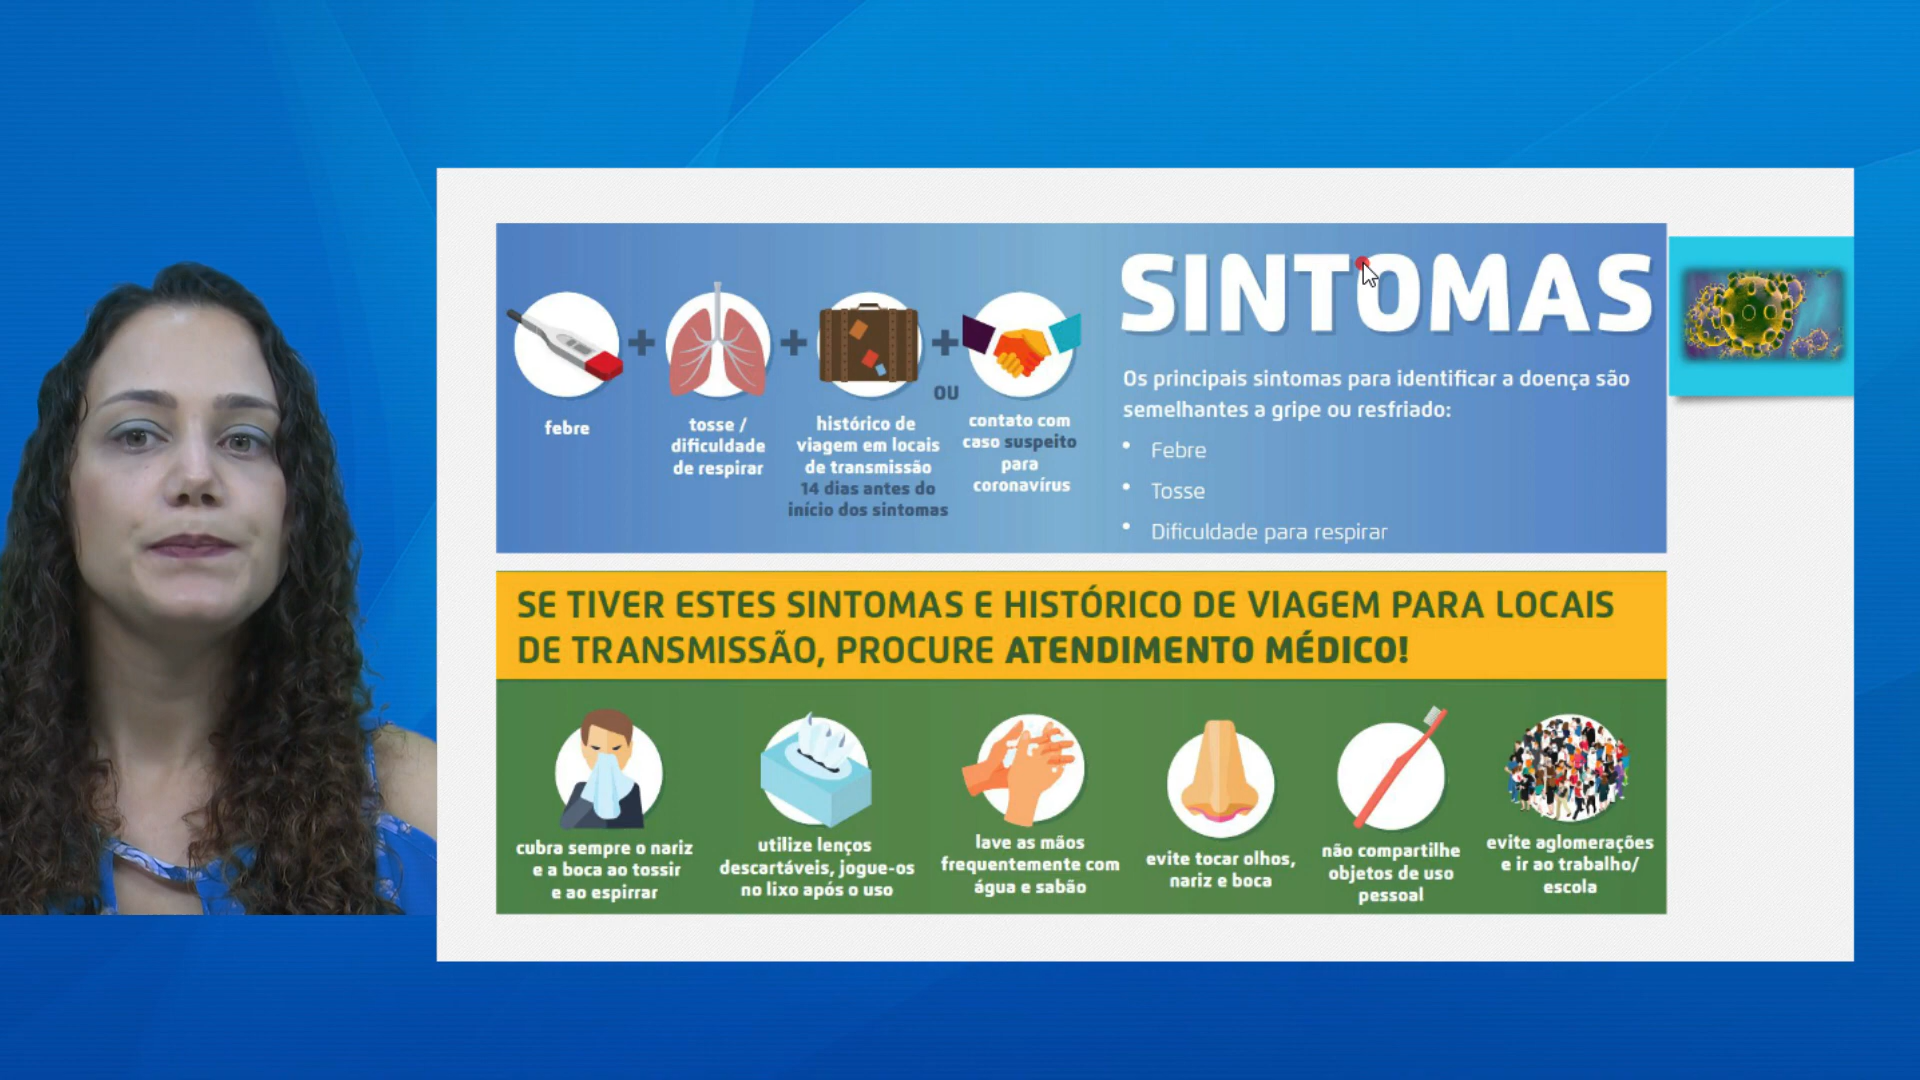 SINTOMAS
febre
tosse /
dificuldade
de respirar
histórico de
viagem em locais
de transmissão
14 dias antes do
início dos sintomas
OU
contato com
caso suspeito
para
coronavírus
Os principais sintomas para identificar a doença são
semelhantes a gripe ou resfriado:
• Febre
• Tosse
• Dificuldade para respirar
SE TIVER ESTES SINTOMAS E HISTÓRICO DE VIAGEM PARA LOCAIS
DE TRANSMISSÃO, PROCURE ATENDIMENTO MÉDICO!
cubra sempre o nariz
e a boca ao tossir
e ao espirrar
utilize lenços
descartáveis, jogue-os
no lixo após o uso
lave as mãos
frequentemente com
água e sabão
evite tocar olhos,
nariz e boca
não compartilhe
objetos de uso
pessoal
evite aglomerações
e ir ao trabalho/
escola